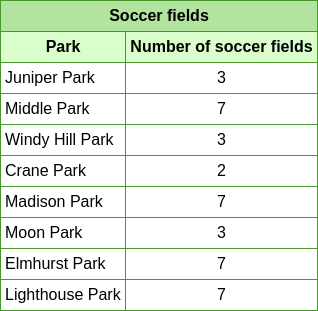 Soccer fields
Park Number of soccer fields
Juniper Park 3
Middle Park 7
Windy Hill Park 3
Crane Park 2
Madison Park 7
Moon Park 3
Elmhurst Park 7
Lighthouse Park 7